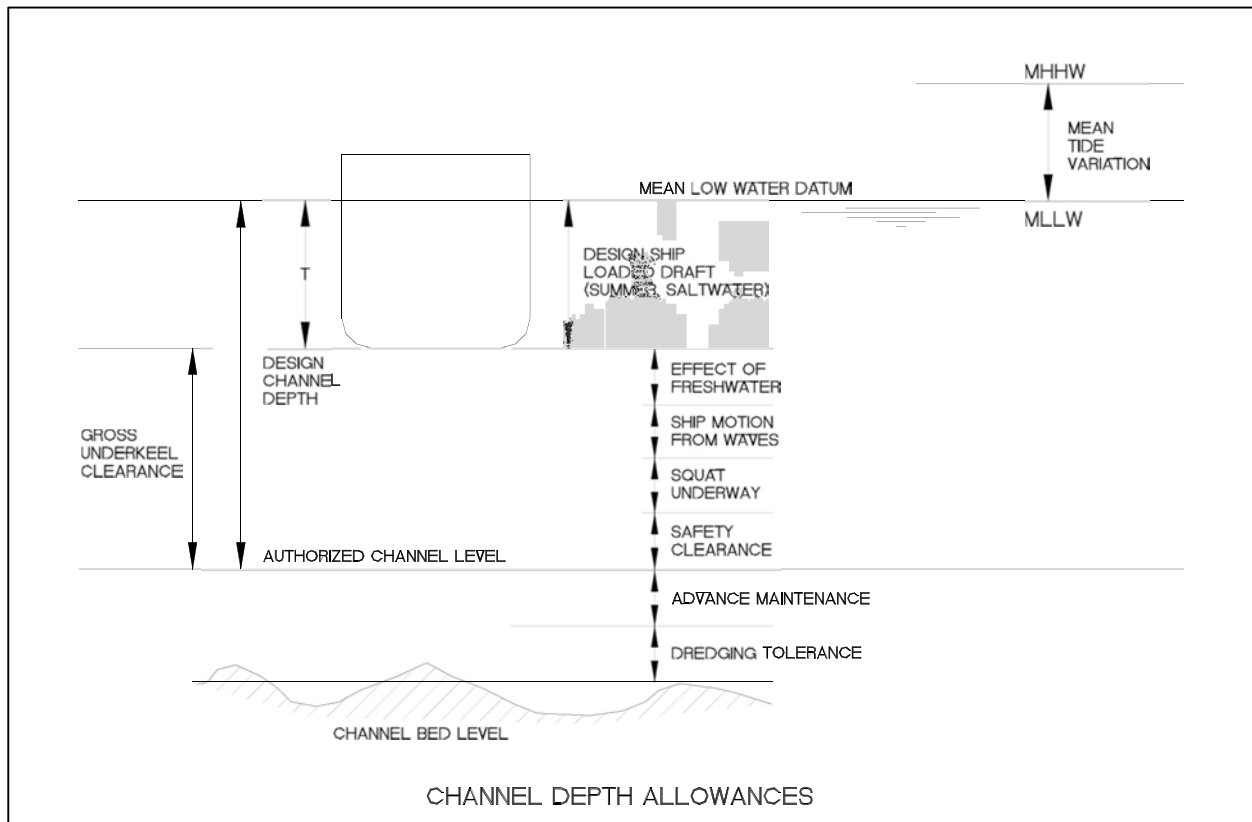 MHHW
MEAN
TIDE
VARIATION
MEAN LOW WATER DATUM
MLLW
T
DESIGN SHIP
LOADED DRAFT
(SUMMER, SALTWATER)
DESIGN
CHANNEL
DEPTH
EFFECT OF
FRESHWATER
GROSS
UNDERKEEL
CLEARANCE
SHIP MOTION
FROM WAVES
SQUAT
UNDERWAY
SAFETY
CLEARANCE
AUTHORIZED CHANNEL LEVEL
ADVANCE MAINTENANCE
DREDGING TOLERANCE
CHANNEL BED LEVEL
CHANNEL DEPTH ALLOWANCES